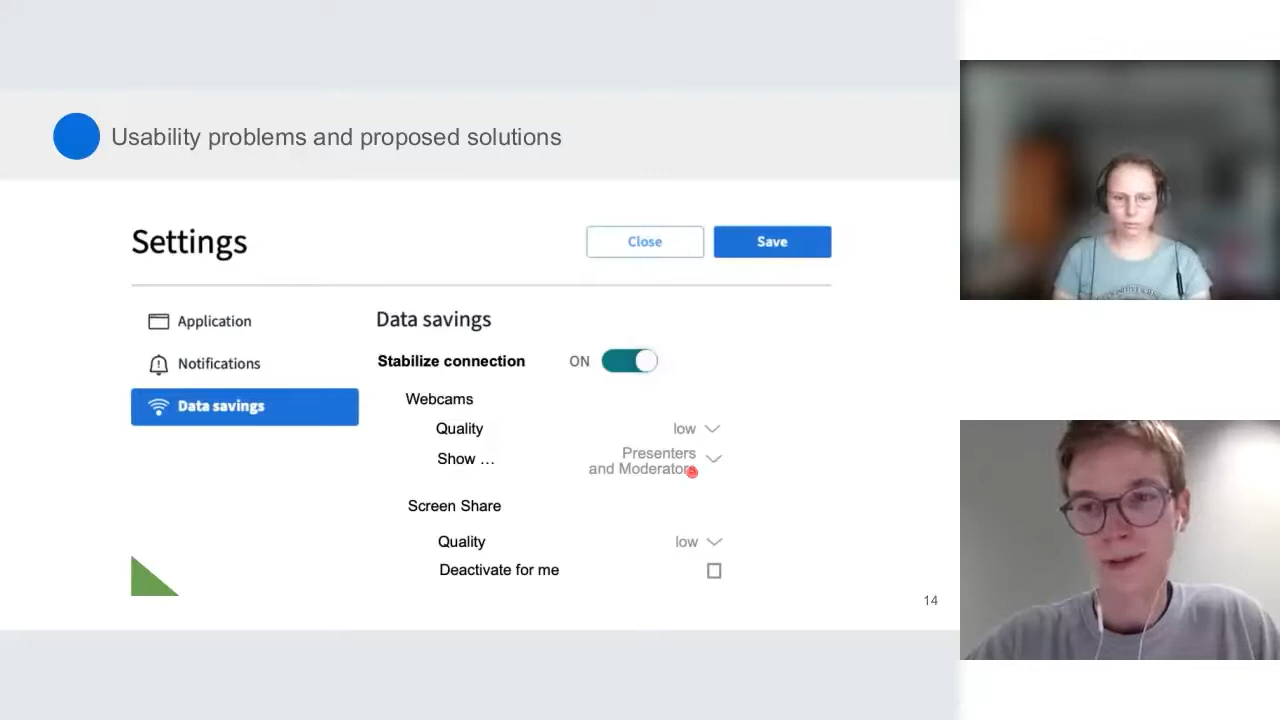 Usability problems and proposed solutions
Settings
Close
Save
Application
Notifications
Data savings
Data savings
Stabilize connection
ON
Webcams
Quality
low
Show …
Presenters
and Moderators
Screen Share
Quality
low
Deactivate for me
14